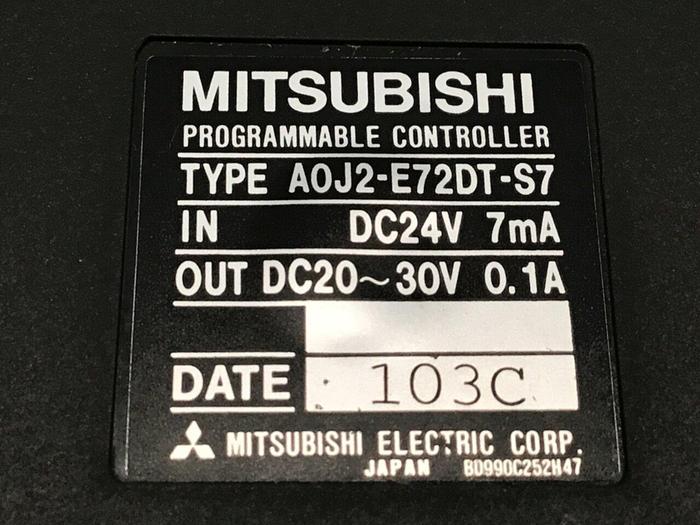 MITSUBISHI
PROGRAMMABLE CONTROLLER
TYPE A0J2-E72DT-S7
IN DC24V 7mA
OUT DC20~30V 0.1A
DATE 103C
MITSUBISHI ELECTRIC CORP.
JAPAN BD990C252H47